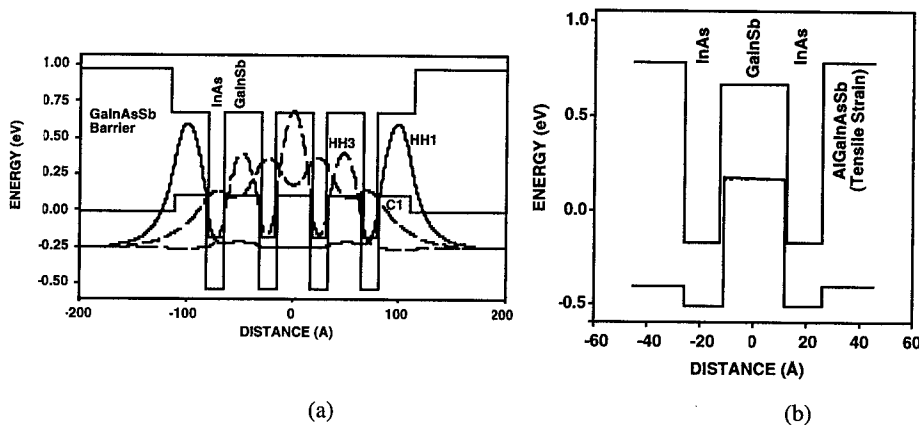 1.00
0.75
0.50
0.25
0.00
-0.25
-0.50
ENERGY (eV)
GaInAsSb
Barrier
InAs
GaInSb
HH3
HH1
C1
-200
-100
0
100
200
DISTANCE (A)
(a)
1.0
0.5
0.0
-0.5
ENERGY (eV)
InAs
GaInSb
InAs
AlGaInAsSb
(Tensile Strain)
-60
-40
-20
0
20
40
60
DISTANCE (Å)
(b)